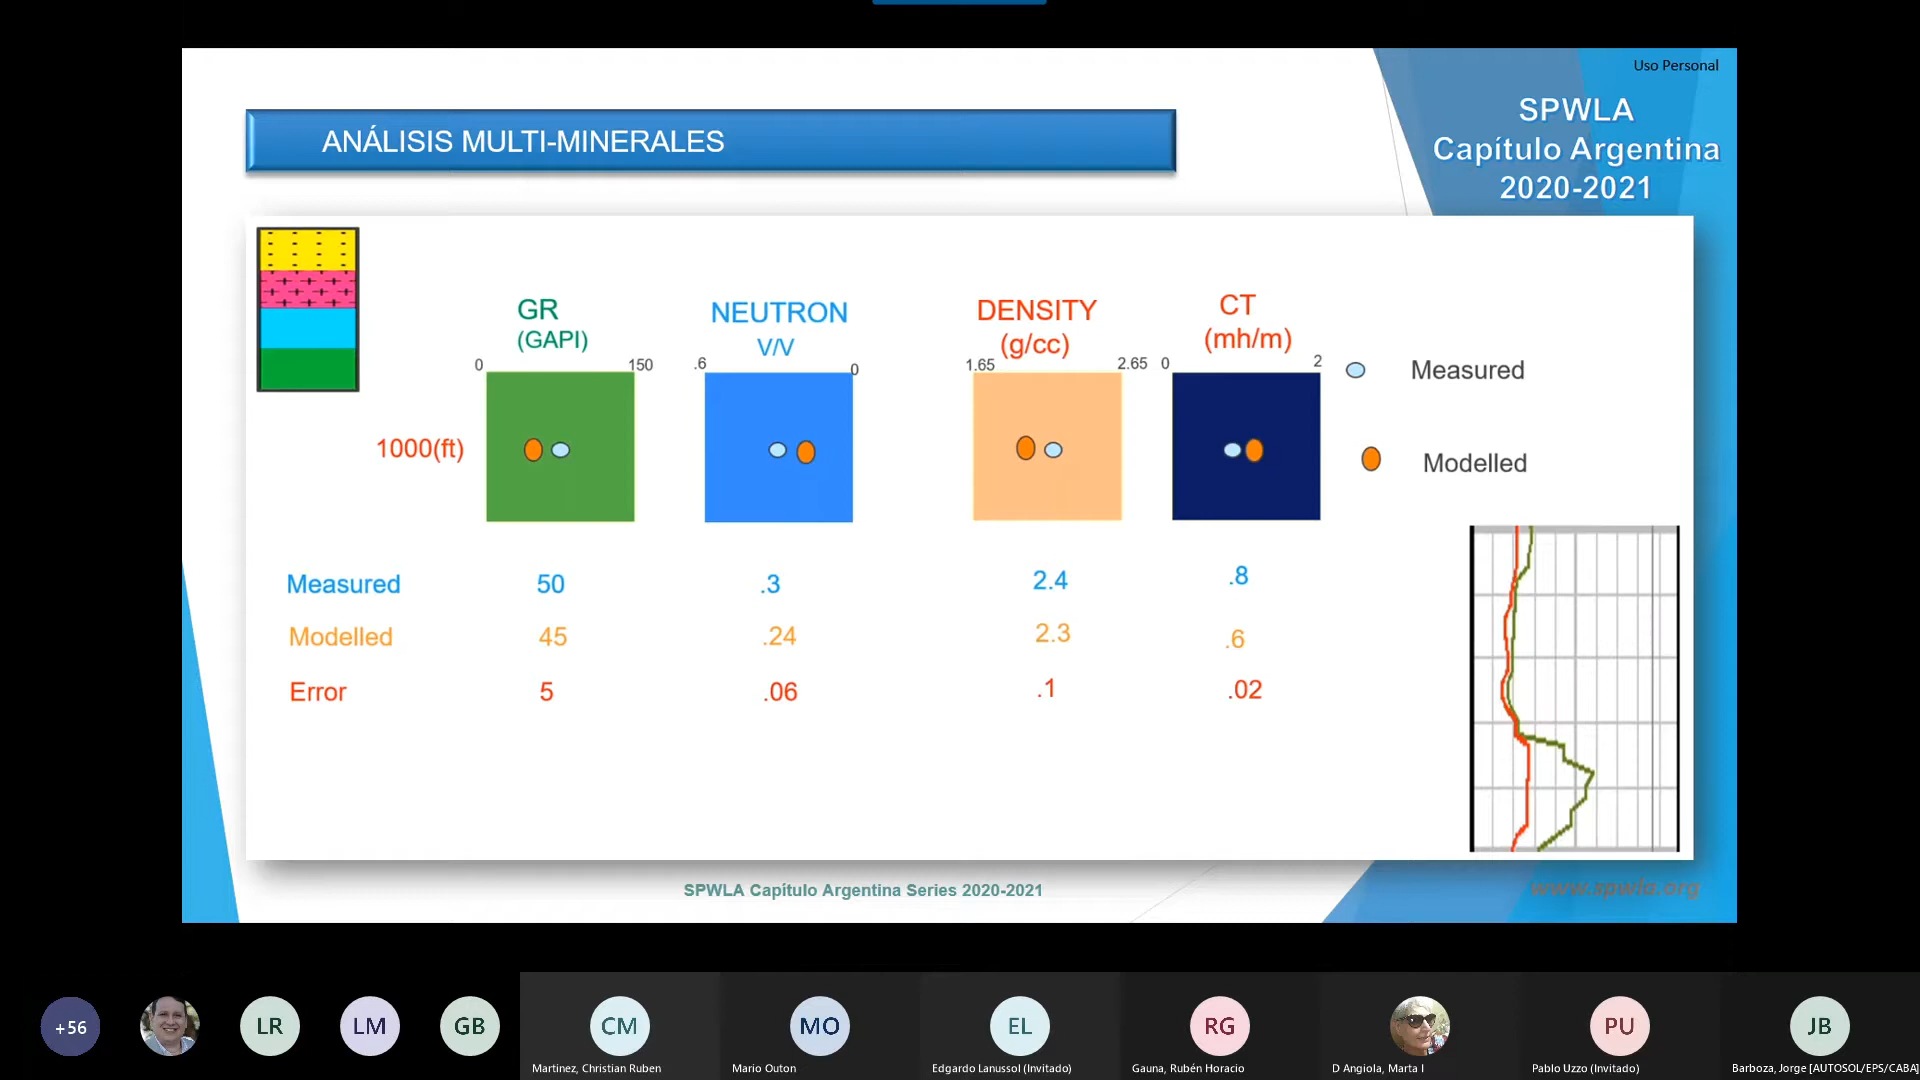 Uso Personal
SPWLA
Capítulo Argentina
2020-2021
ANÁLISIS MULTI-MINERALES
GR
(GAPI)
NEUTRON
V/V
DENSITY
(g/cc)
CT
(mh/m)
0
150
.6
0
1.65
2.65
0
2
Measured
1000(ft)
Modelled
Measured
50
.3
2.4
.8
Modelled
45
.24
2.3
.6
Error
5
.06
.1
.02
SPWLA Capítulo Argentina Series 2020-2021
www.spwla.org
+56
LR
LM
GB
CM
MO
EL
RG
PU
JB
Martinez, Christian Ruben
Mario Outon
Edgardo Lanussol (Invitado)
Gauna, Rubén Horacio
D Angiola, Marta I
Pablo Uzzo (Invitado)
Barboza, Jorge [AUTOSOL/EPS/CABA]